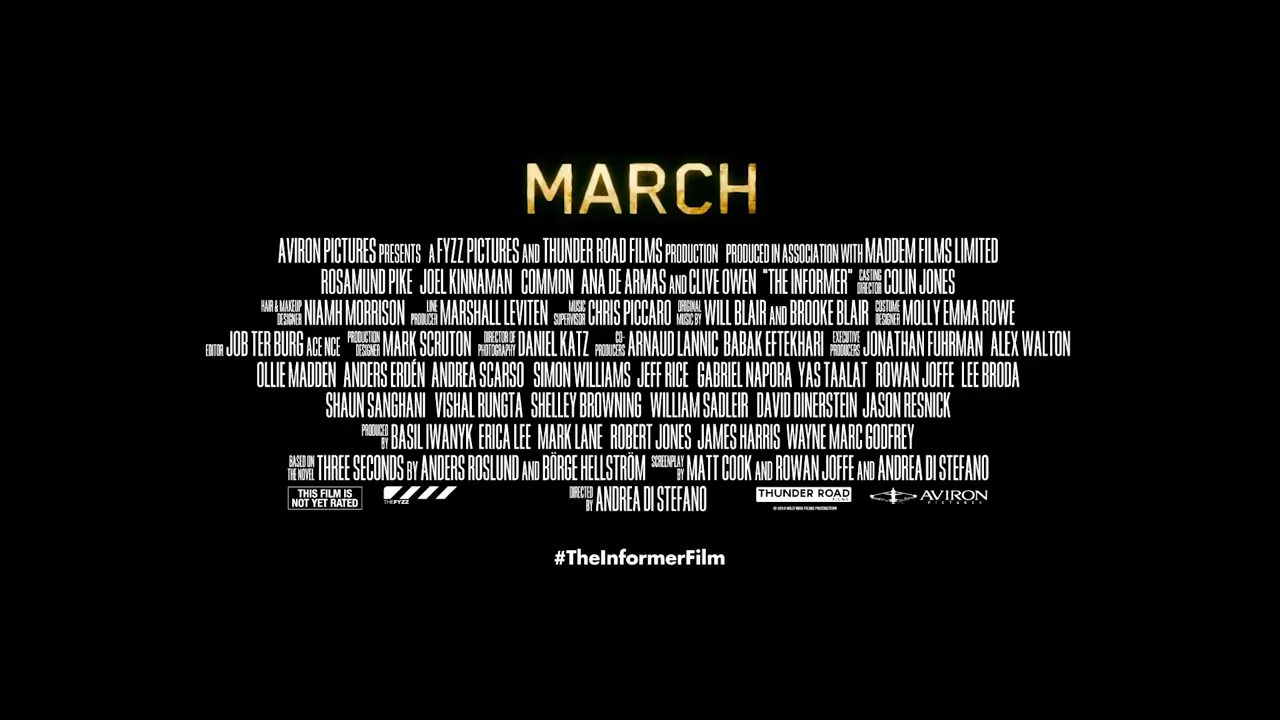 MARCH
AVIRON PICTURES PRESENTS A FYZZ PICTURES AND THUNDER ROAD FILMS PRODUCTION PRODUCED IN ASSOCIATION WITH MADDEM FILMS LIMITED
ROSAMUND PIKE JOEL KINNAMAN COMMON ANA DE ARMAS AND CLIVE OWEN "THE INFORMER" CASTING DIRECTOR COLIN JONES
HAIR & MAKEUP DESIGNER NIAMH MORRISON LINE PRODUCER MARSHALL LEVITEN MUSIC SUPERVISOR CHRIS PICCARO ORIGINAL MUSIC BY WILL BLAIR AND BROOKE BLAIR COSTUME DESIGNER MOLLY EMMA ROWE
EDITOR JOB TER BURG ACE NCE PRODUCTION DESIGNER MARK SCRUTON DIRECTOR OF PHOTOGRAPHY DANIEL KATZ CO-PRODUCERS ARNAUD LANNIC BABAK EFTEKHARI EXECUTIVE PRODUCERS JONATHAN FUHRMAN ALEX WALTON
OLLIE MADDEN ANDERS ERDÉN ANDREA SCARSO SIMON WILLIAMS JEFF RICE GABRIEL NAPORA YAS TAALAT ROWAN JOFFE LEE BRODA
SHAUN SANGHANI VISHAL RUNGTA SHELLEY BROWNING WILLIAM SADLEIR DAVID DINERSTEIN JASON RESNICK
PRODUCED BY BASIL IWANYK ERICA LEE MARK LANE ROBERT JONES JAMES HARRIS WAYNE MARC GODFREY
BASED ON THE NOVEL THREE SECONDS BY ANDERS ROSLUND AND BÖRGE HELLSTRÖM SCREENPLAY BY MATT COOK AND ROWAN JOFFE AND ANDREA DI STEFANO
THIS FILM IS NOT YET RATED THEFYZZ DIRECTED BY ANDREA DI STEFANO THUNDER ROAD FILMS AVIRON PICTURES
#TheInformerFilm